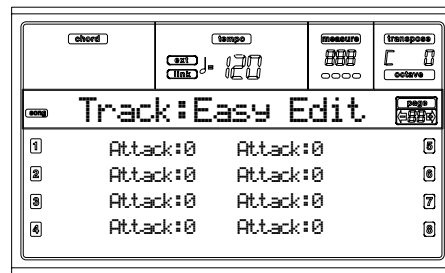 chord tempo measure transpose
ext ♩= 120 888 C 0
link octave
song Track:Easy Edit page
1 Attack:0 Attack:0 5
2 Attack:0 Attack:0 6
3 Attack:0 Attack:0 7
4 Attack:0 Attack:0 8